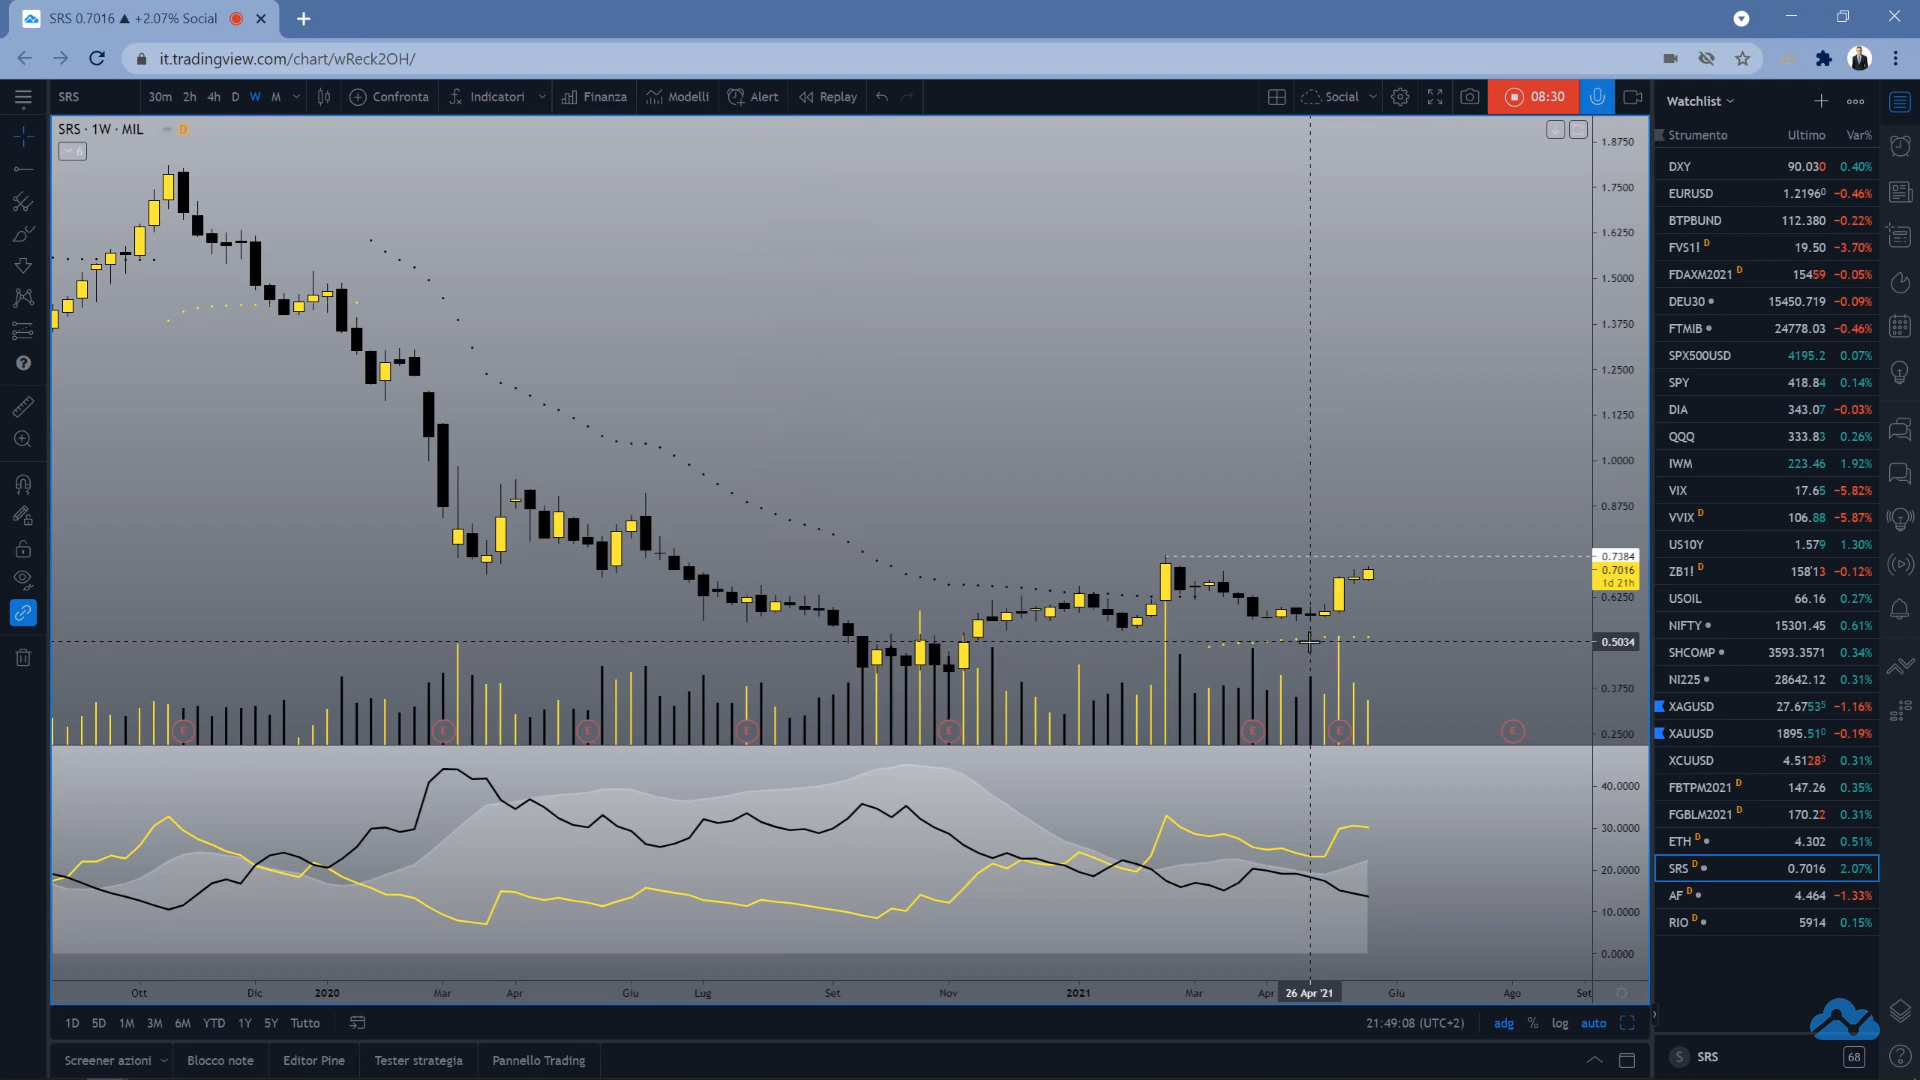 SRS 0.7016 ▲ +2.07% Social
it.tradingview.com/chart/wReck2OH/
SRS
30m 2h 4h D W M
Confronta
Indicatori
Finanza
Modelli
Alert
Replay
Social
08:30
SRS · 1W · MIL
D
6
1.8750
1.7500
1.6250
1.5000
1.3750
1.2500
1.1250
1.0000
0.8750
0.7384
0.7016
1d 21h
0.6250
0.5034
0.3750
0.2500
E E E E E E E E
40.0000
30.0000
20.0000
10.0000
0.0000
Ott Dic 2020 Mar Apr Giu Lug Set Nov 2021 Mar Apr 26 Apr '21 Giu Ago Set
1D 5D 1M 3M 6M YTD 1Y 5Y Tutto
21:49:08 (UTC+2)
adg % log auto
Screener azioni
Blocco note
Editor Pine
Tester strategia
Pannello Trading
Watchlist
Strumento Ultimo Var%
DXY 90.030 0.40%
EURUSD 1.21960 −0.46%
BTPBUND 112.380 −0.22%
FVS1! D 19.50 −3.70%
FDAXM2021 D 15459 −0.05%
DEU30 15450.719 −0.09%
FTMIB 24778.03 −0.46%
SPX500USD 4195.2 0.07%
SPY 418.84 0.14%
DIA 343.07 −0.03%
QQQ 333.83 0.26%
IWM 223.46 1.92%
VIX 17.65 −5.82%
VVIX D 106.88 −5.87%
US10Y 1.579 1.30%
ZB1! D 158'13 −0.12%
USOIL 66.16 0.27%
NIFTY 15301.45 0.61%
SHCOMP 3593.3571 0.34%
NI225 28642.12 0.31%
XAGUSD 27.67535 −1.16%
XAUUSD 1895.510 −0.19%
XCUUSD 4.51283 0.31%
FBTPM2021 D 147.26 0.35%
FGBLM2021 D 170.22 0.31%
ETH D 4.302 0.51%
SRS D 0.7016 2.07%
AF D 4.464 −1.33%
RIO D 5914 0.15%
S SRS 68